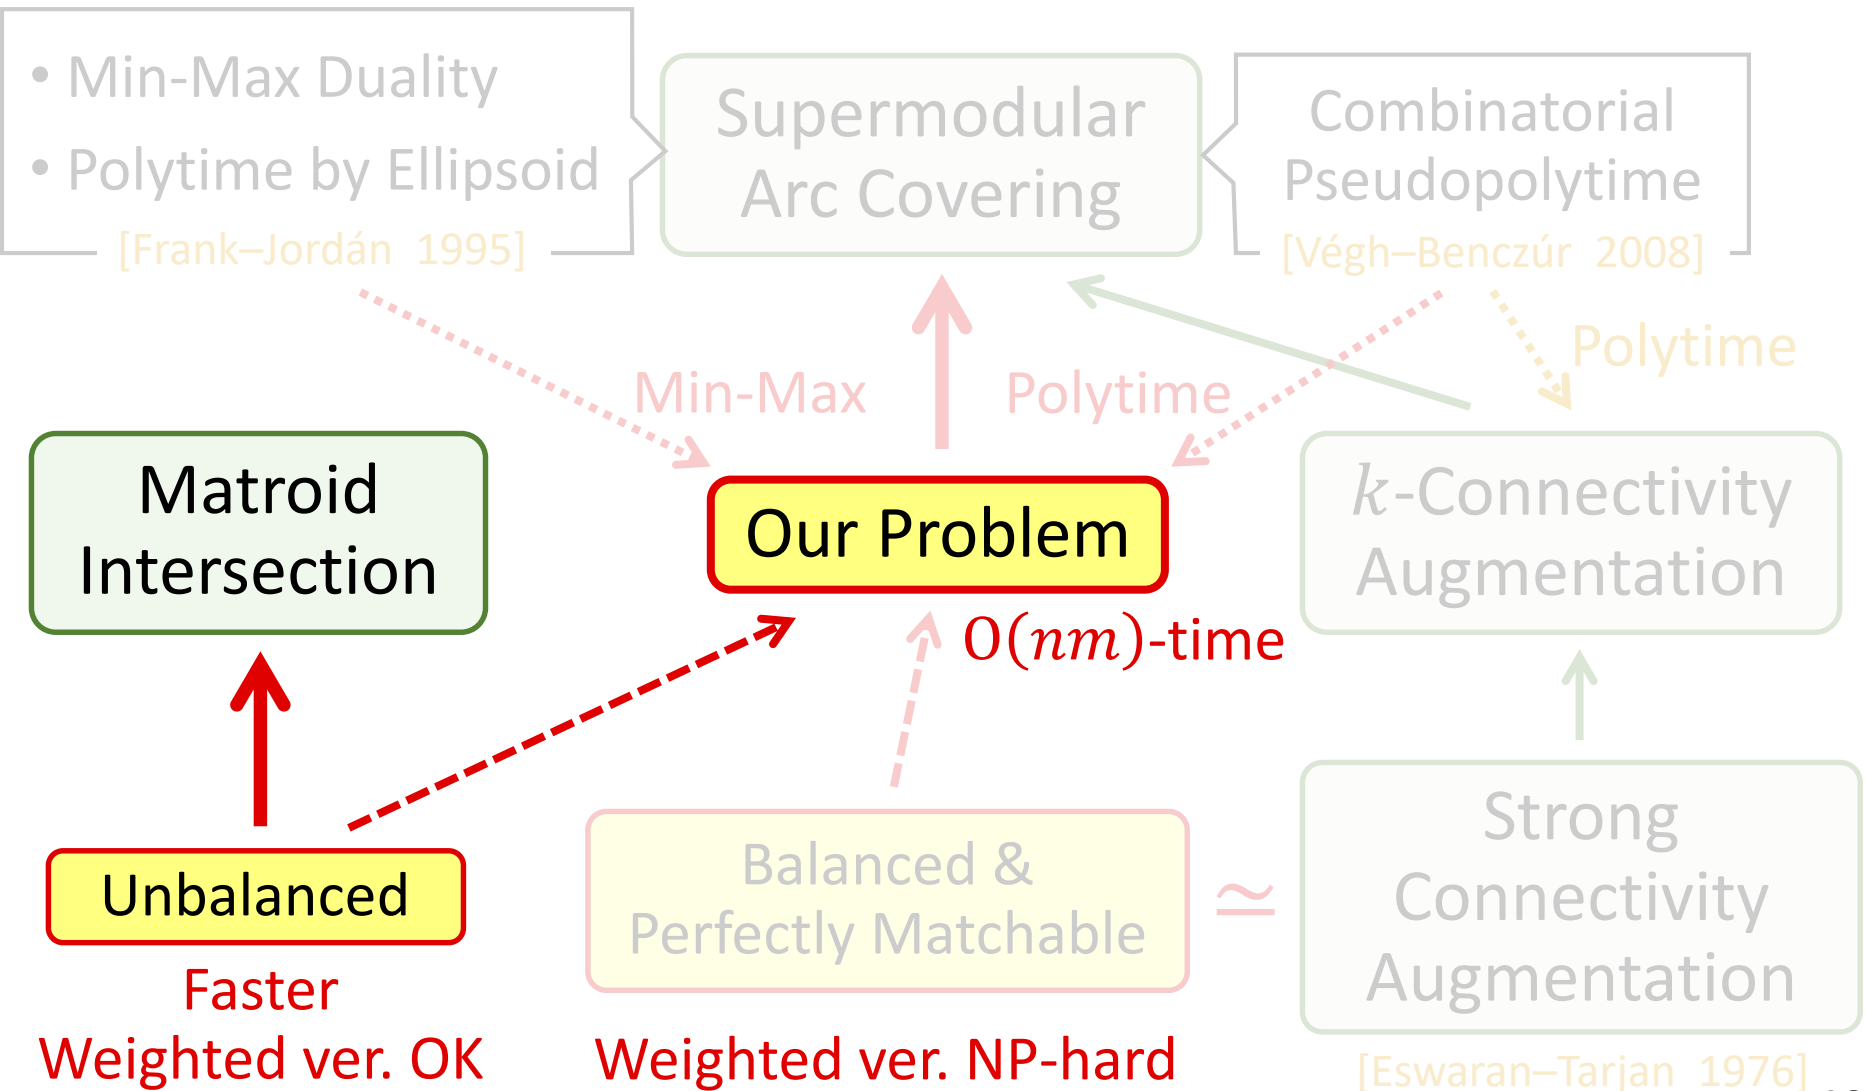 • Min-Max Duality
• Polytime by Ellipsoid
[Frank–Jordán 1995]
Supermodular
Arc Covering
Combinatorial
Pseudopolytime
[Végh–Benczúr 2008]
Min-Max
Polytime
Polytime
Matroid
Intersection
Our Problem
O(nm)-time
k-Connectivity
Augmentation
Unbalanced
Faster
Weighted ver. OK
Balanced &
Perfectly Matchable
Weighted ver. NP-hard
≃
Strong
Connectivity
Augmentation
[Eswaran–Tarjan 1976]